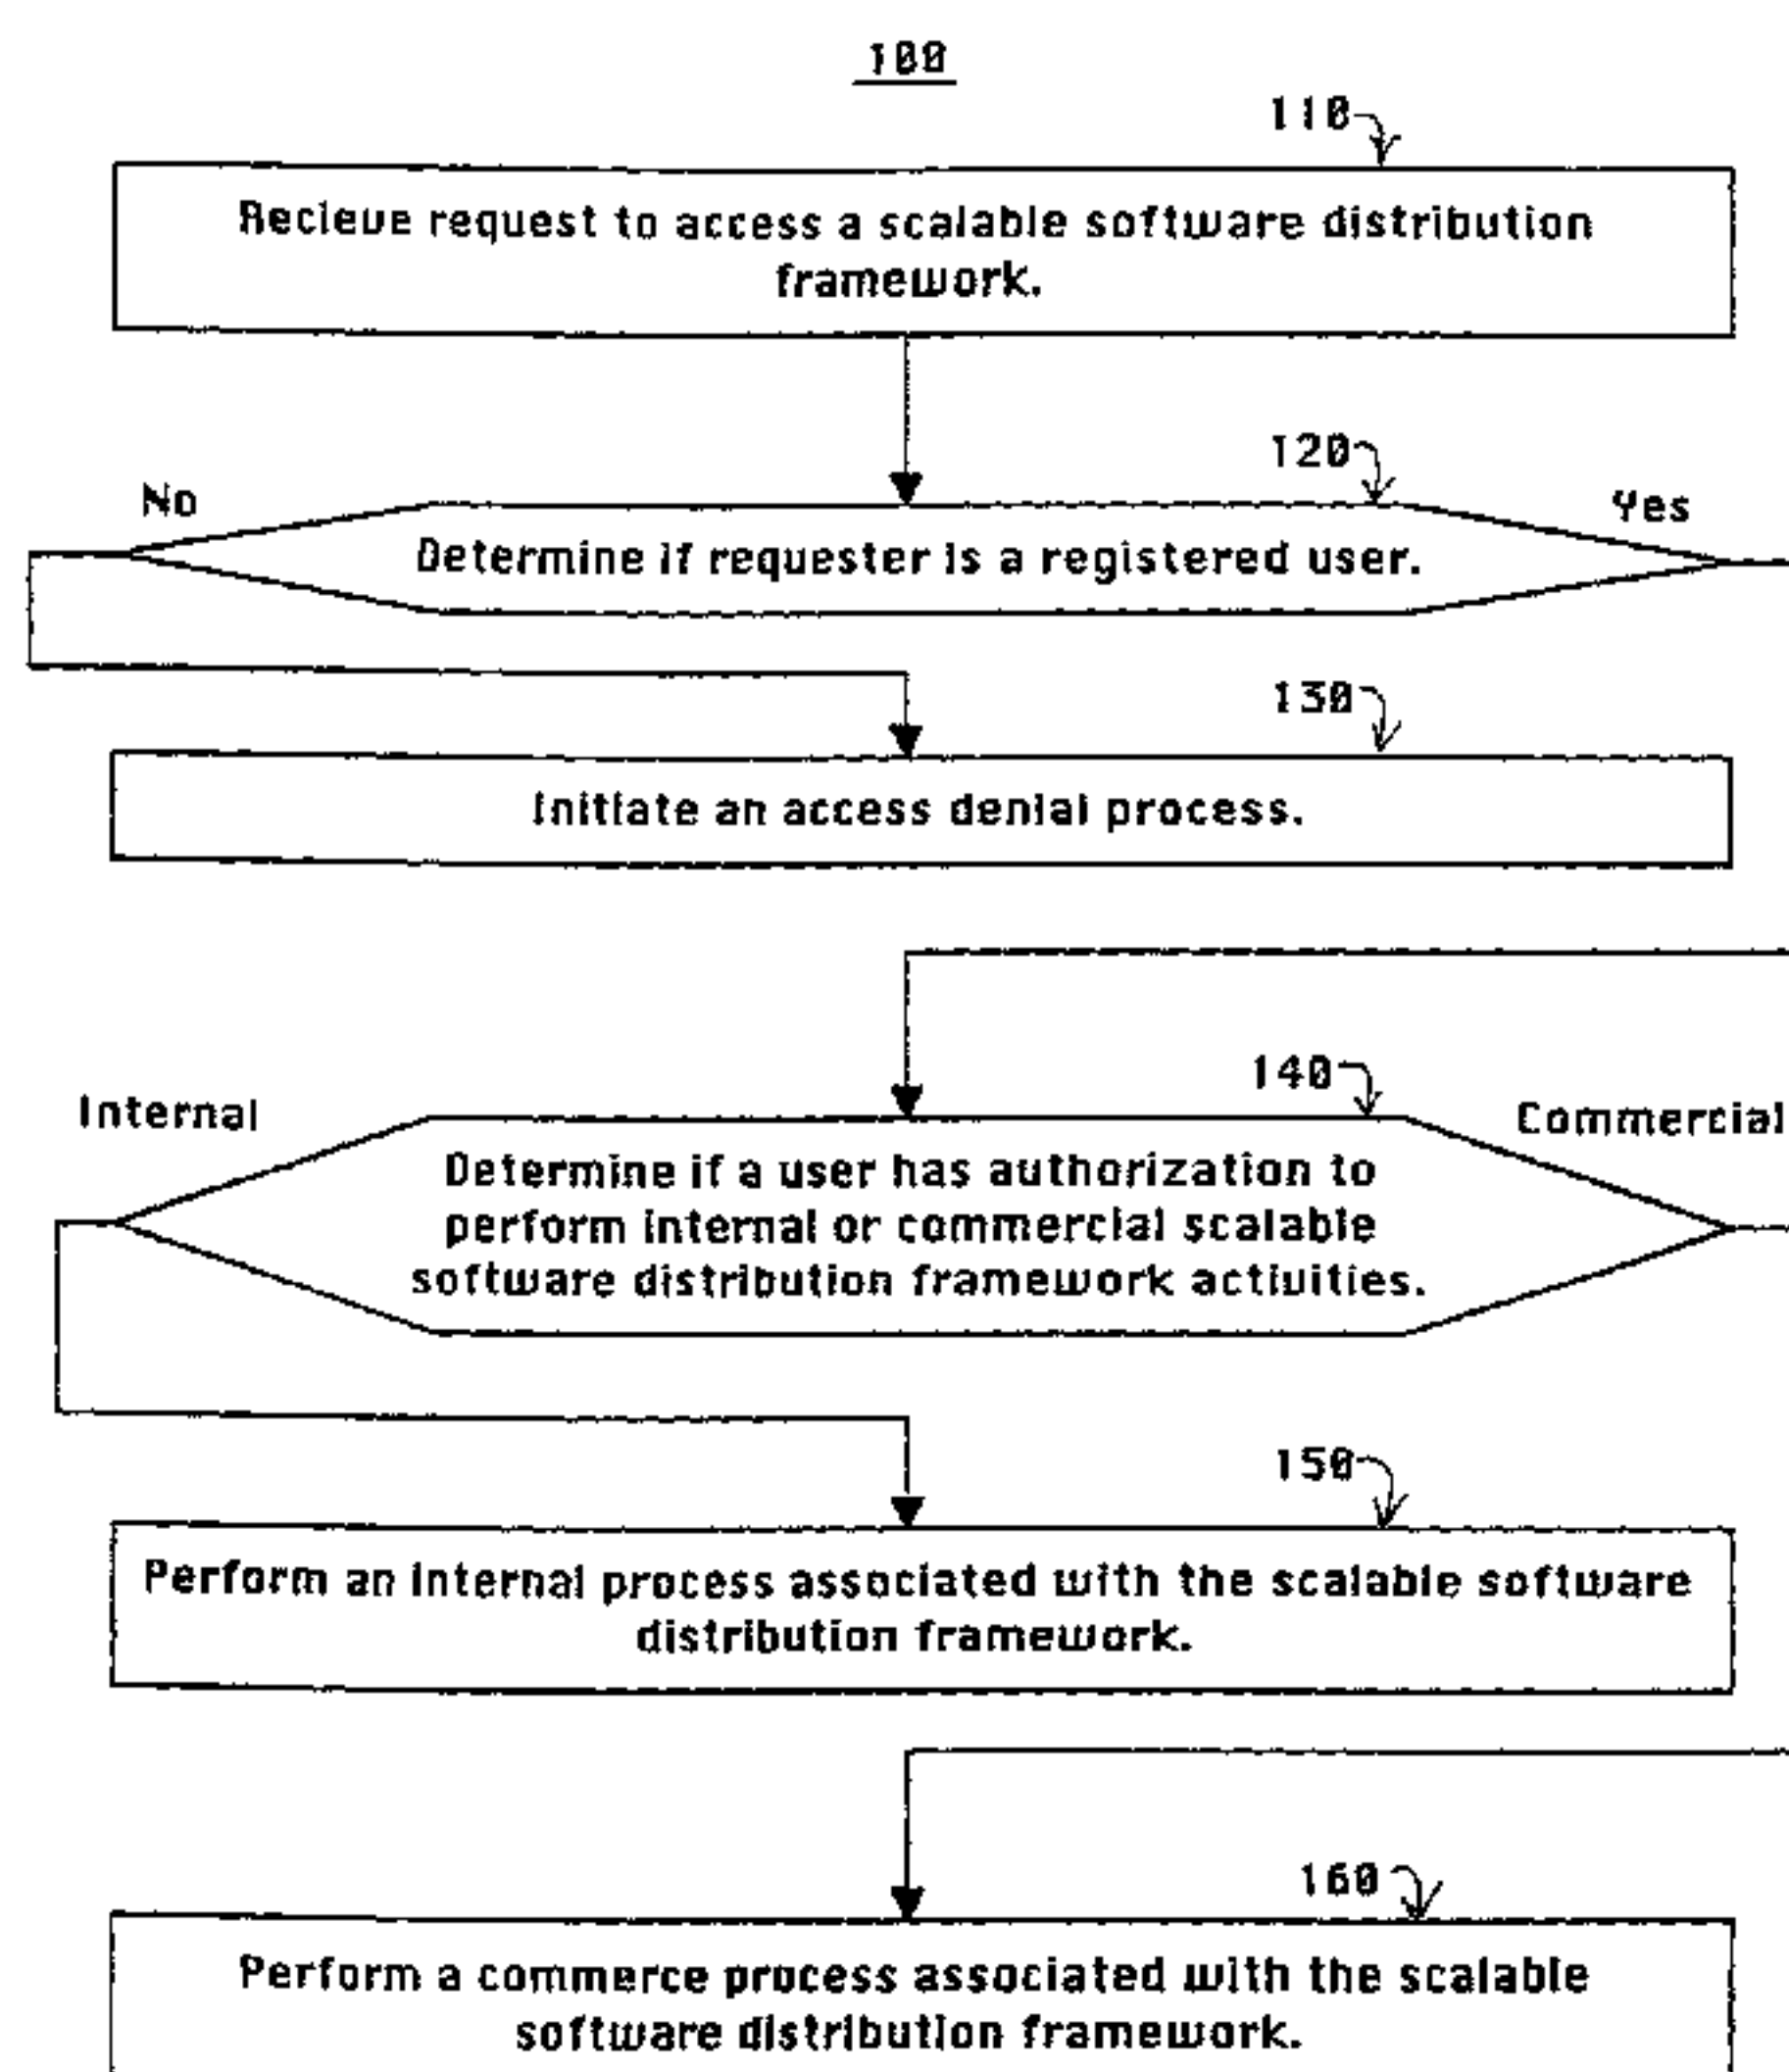 100
110
Recieve request to access a scalable software distribution
framework.
120
No
Yes
Determine if requester is a registered user.
130
Initiate an access denial process.
140
Internal
Commercial
Determine if a user has authorization to
perform internal or commercial scalable
software distribution framework activities.
150
Perform an internal process associated with the scalable software
distribution framework.
160
Perform a commerce process associated with the scalable
software distribution framework.